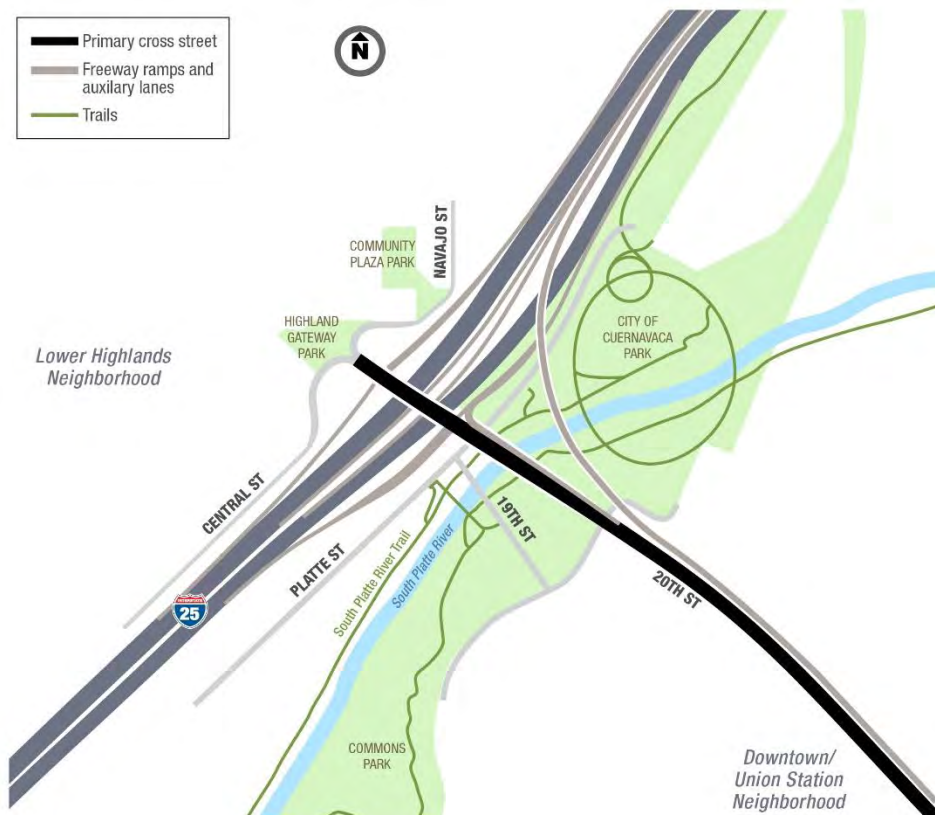 Primary cross street
Freeway ramps and
auxilary lanes
Trails
N
COMMUNITY
PLAZA PARK
NAVAJO ST
HIGHLAND
GATEWAY
PARK
CITY OF
CUERNAVACA
PARK
Lower Highlands
Neighborhood
CENTRAL ST
PLATTE ST
19TH ST
South Platte River Trail
South Platte River
20TH ST
INTERSTATE
25
COMMONS
PARK
Downtown/
Union Station
Neighborhood